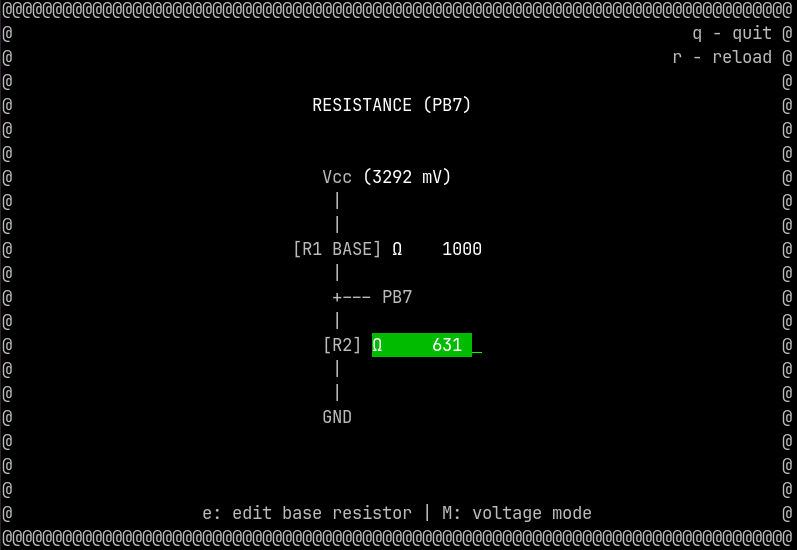 @@@@@@@@@@@@@@@@@@@@@@@@@@@@@@@@@@@@@@@@@@@@@@@@@@@@@@@@@@@@@@@@@@@@@@@@@@@@@@@
@                                                                    q - quit @
@                                                                  r - reload @
@                                                                             @
@                              RESISTANCE (PB7)                               @
@                                                                             @
@                                                                             @
@                               Vcc (3292 mV)                                 @
@                                |                                            @
@                                |                                            @
@                            [R1 BASE] Ω    1000                              @
@                                |                                            @
@                                +--- PB7                                     @
@                                |                                            @
@                               [R2] Ω     631 _                              @
@                                |                                            @
@                                |                                            @
@                               GND                                           @
@                                                                             @
@                                                                             @
@                                                                             @
@                   e: edit base resistor | M: voltage mode                   @
@@@@@@@@@@@@@@@@@@@@@@@@@@@@@@@@@@@@@@@@@@@@@@@@@@@@@@@@@@@@@@@@@@@@@@@@@@@@@@@